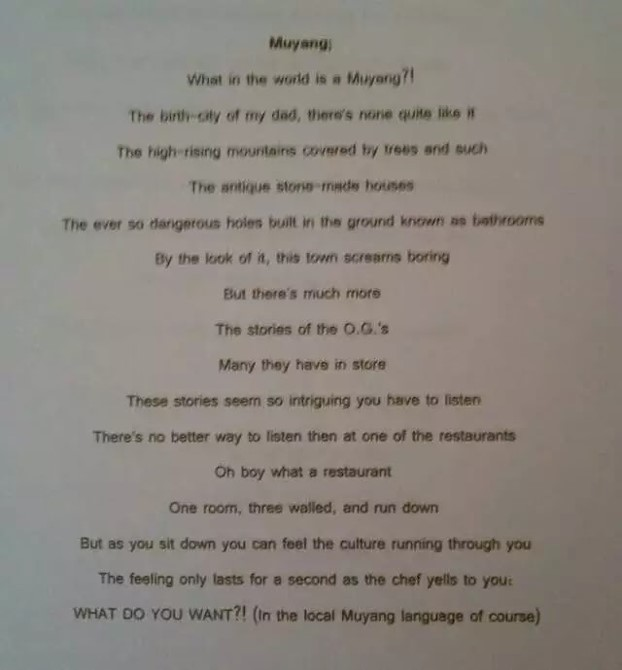 Muyang;
What in the world is a Muyang?!
The birth-city of my dad, there's none quite like it
The high-rising mountains covered by trees and such
The antique stone-made houses
The ever so dangerous holes built in the ground known as bathrooms
By the look of it, this town screams boring
But there's much more
The stories of the O.G.'s
Many they have in store
These stories seem so intriguing you have to listen
There's no better way to listen then at one of the restaurants
Oh boy what a restaurant
One room, three walled, and run down
But as you sit down you can feel the culture running through you
The feeling only lasts for a second as the chef yells to you:
WHAT DO YOU WANT?! (In the local Muyang language of course)